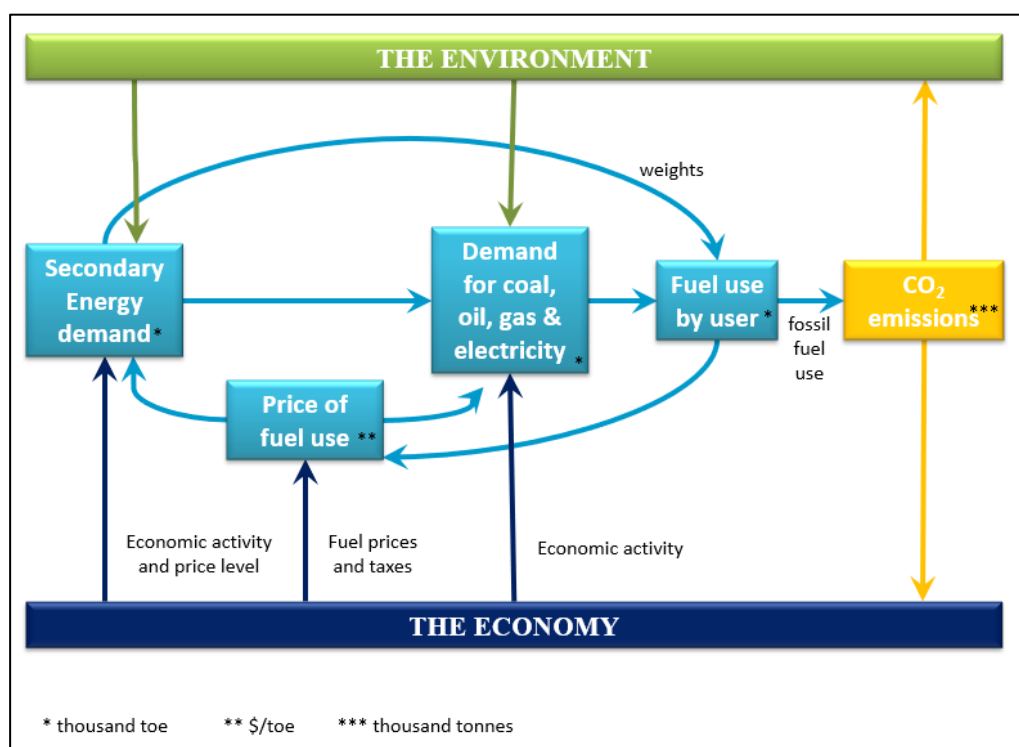 THE ENVIRONMENT
weights
Secondary
Energy
demand*
Demand
for coal,
oil, gas &
electricity *
Fuel use
by user *
CO₂
emissions***
fossil
fuel
use
Price of
fuel use **
Economic activity
and price level
Fuel prices
and taxes
Economic activity
THE ECONOMY
* thousand toe ** $/toe *** thousand tonnes